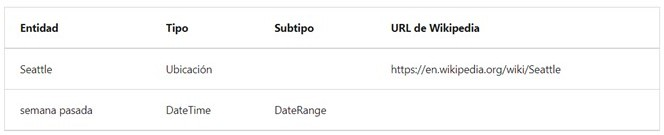 Entidad Tipo Subtipo URL de Wikipedia
Seattle Ubicación https://en.wikipedia.org/wiki/Seattle
semana pasada DateTime DateRange